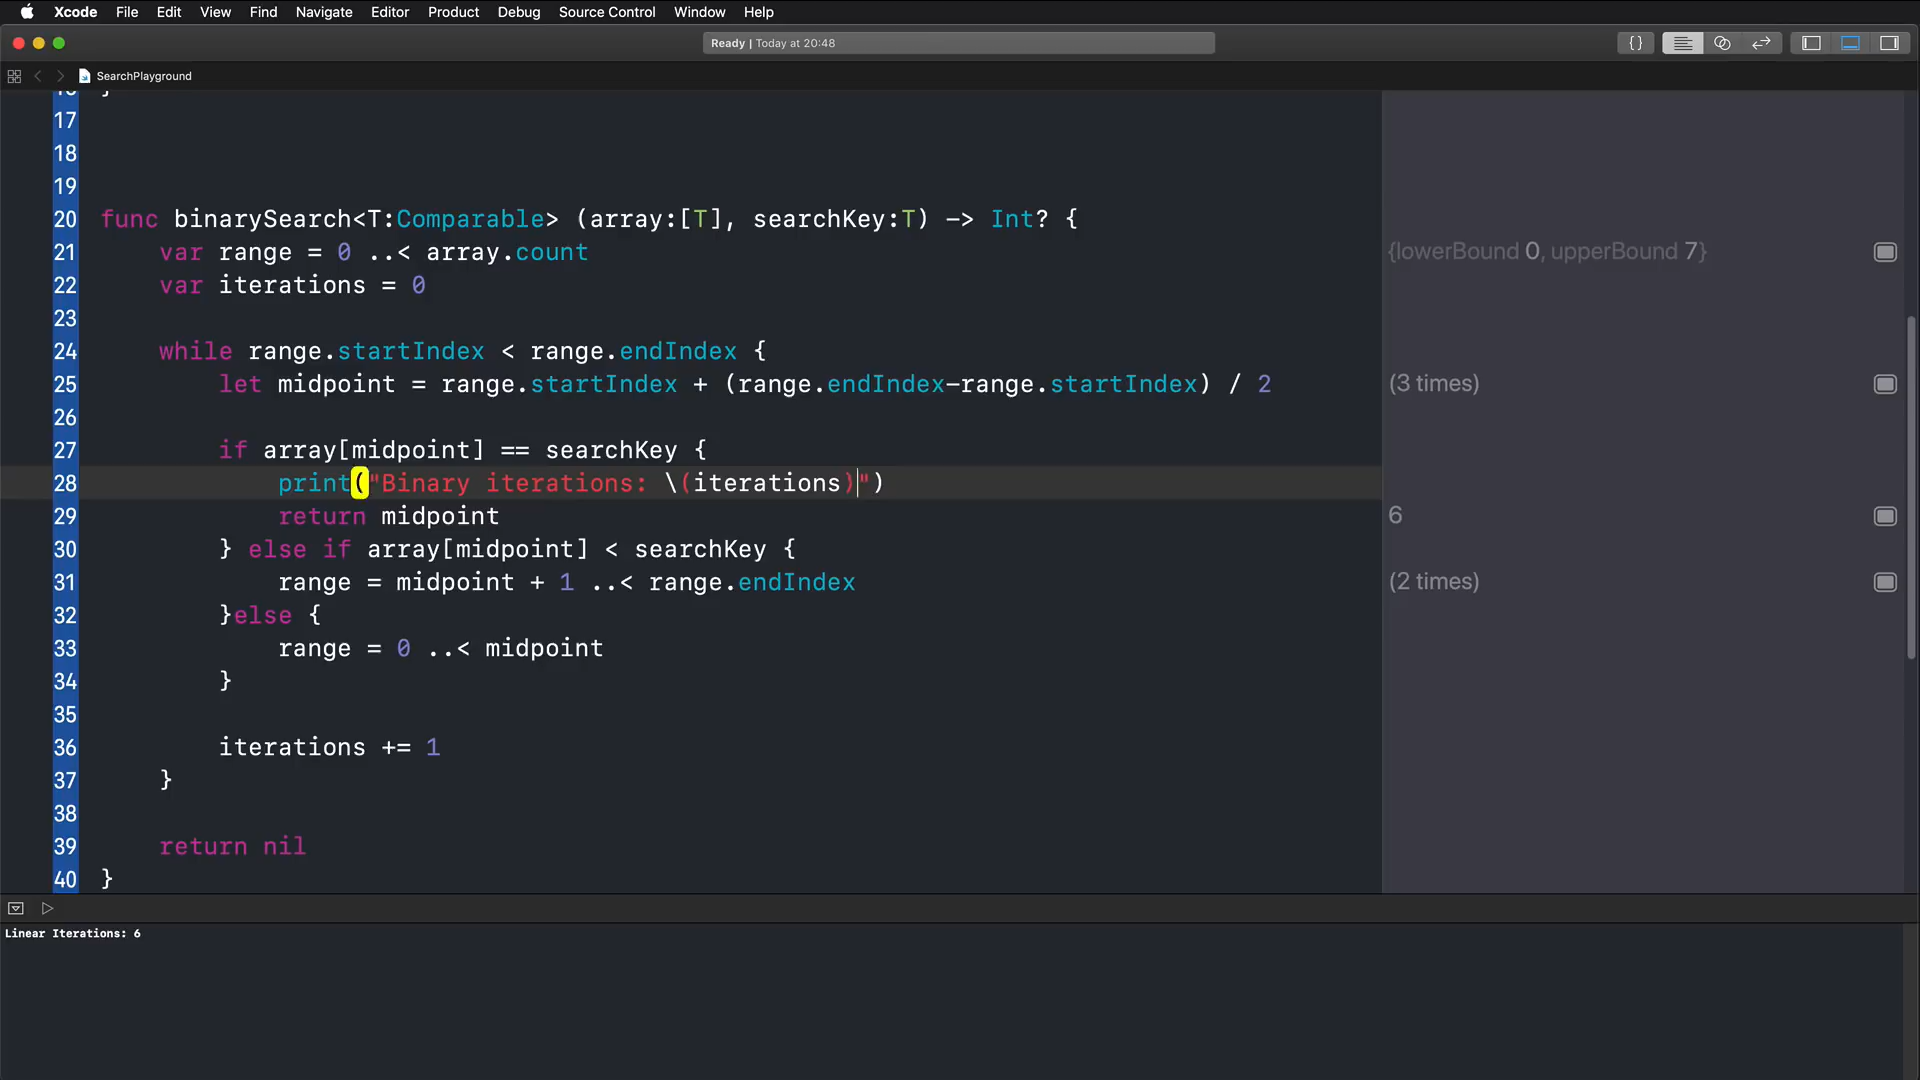 Xcode File Edit View Find Navigate Editor Product Debug Source Control Window Help
Ready | Today at 20:48
{}
SearchPlayground
}
17
18
19
20 func binarySearch<T:Comparable> (array:[T], searchKey:T) -> Int? {
21 var range = 0 ..< array.count {lowerBound 0, upperBound 7}
22 var iterations = 0
23
24 while range.startIndex < range.endIndex {
25 let midpoint = range.startIndex + (range.endIndex-range.startIndex) / 2 (3 times)
26
27 if array[midpoint] == searchKey {
28 print("Binary iterations: \(iterations)")
29 return midpoint 6
30 } else if array[midpoint] < searchKey {
31 range = midpoint + 1 ..< range.endIndex (2 times)
32 }else {
33 range = 0 ..< midpoint
34 }
35
36 iterations += 1
37 }
38
39 return nil
40 }
Linear Iterations: 6